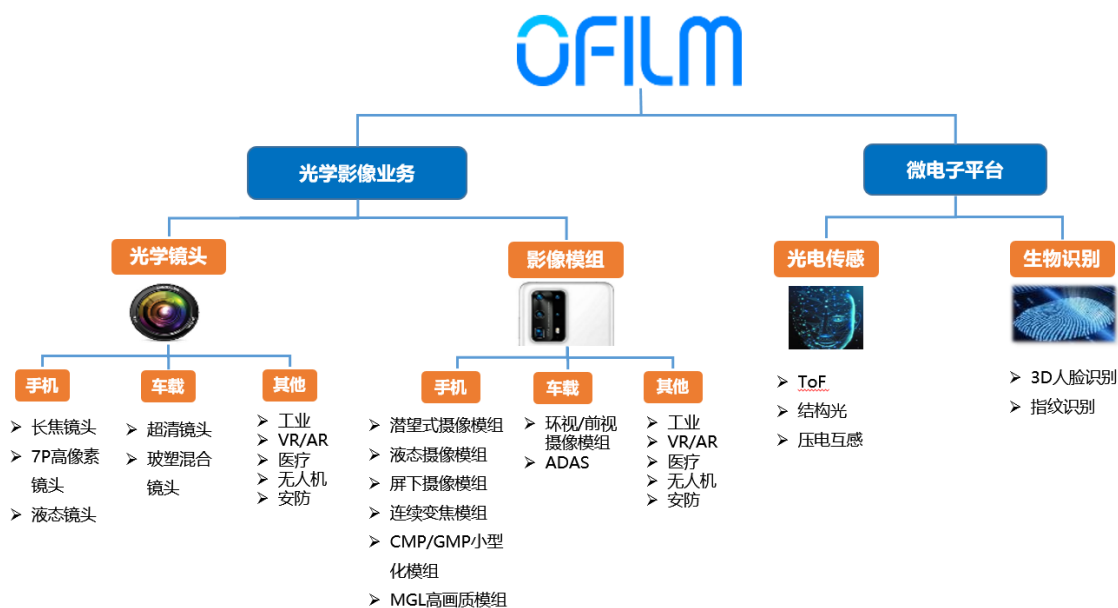 OFILM
光学影像业务
微电子平台
光学镜头
影像模组
光电传感
生物识别
手机
车载
其他
长焦镜头
7P高像素
镜头
液态镜头
超清镜头
玻塑混合
镜头
工业
VR/AR
医疗
无人机
安防
手机
车载
其他
潜望式摄像模组
液态摄像模组
屏下摄像模组
连续变焦模组
CMP/GMP小型
化模组
MGL高画质模组
环视/前视
摄像模组
ADAS
工业
VR/AR
医疗
无人机
安防
ToF
结构光
压电互感
3D人脸识别
指纹识别